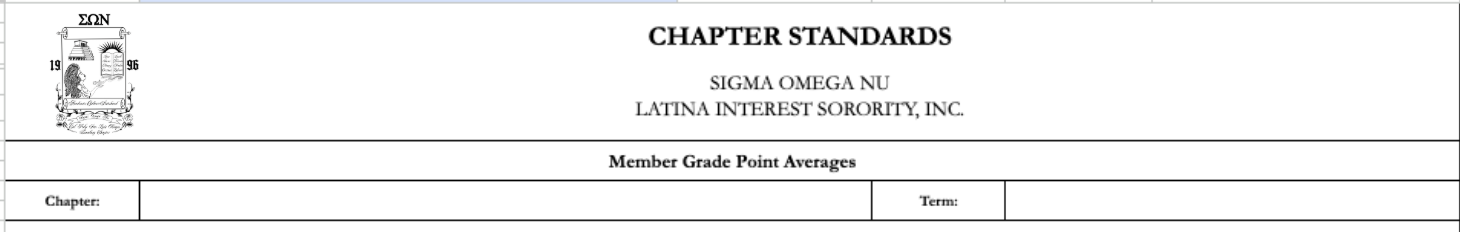 ΣΩΝ
19 96
CHAPTER STANDARDS
SIGMA OMEGA NU
LATINA INTEREST SORORITY, INC.
Member Grade Point Averages
Chapter: Term: